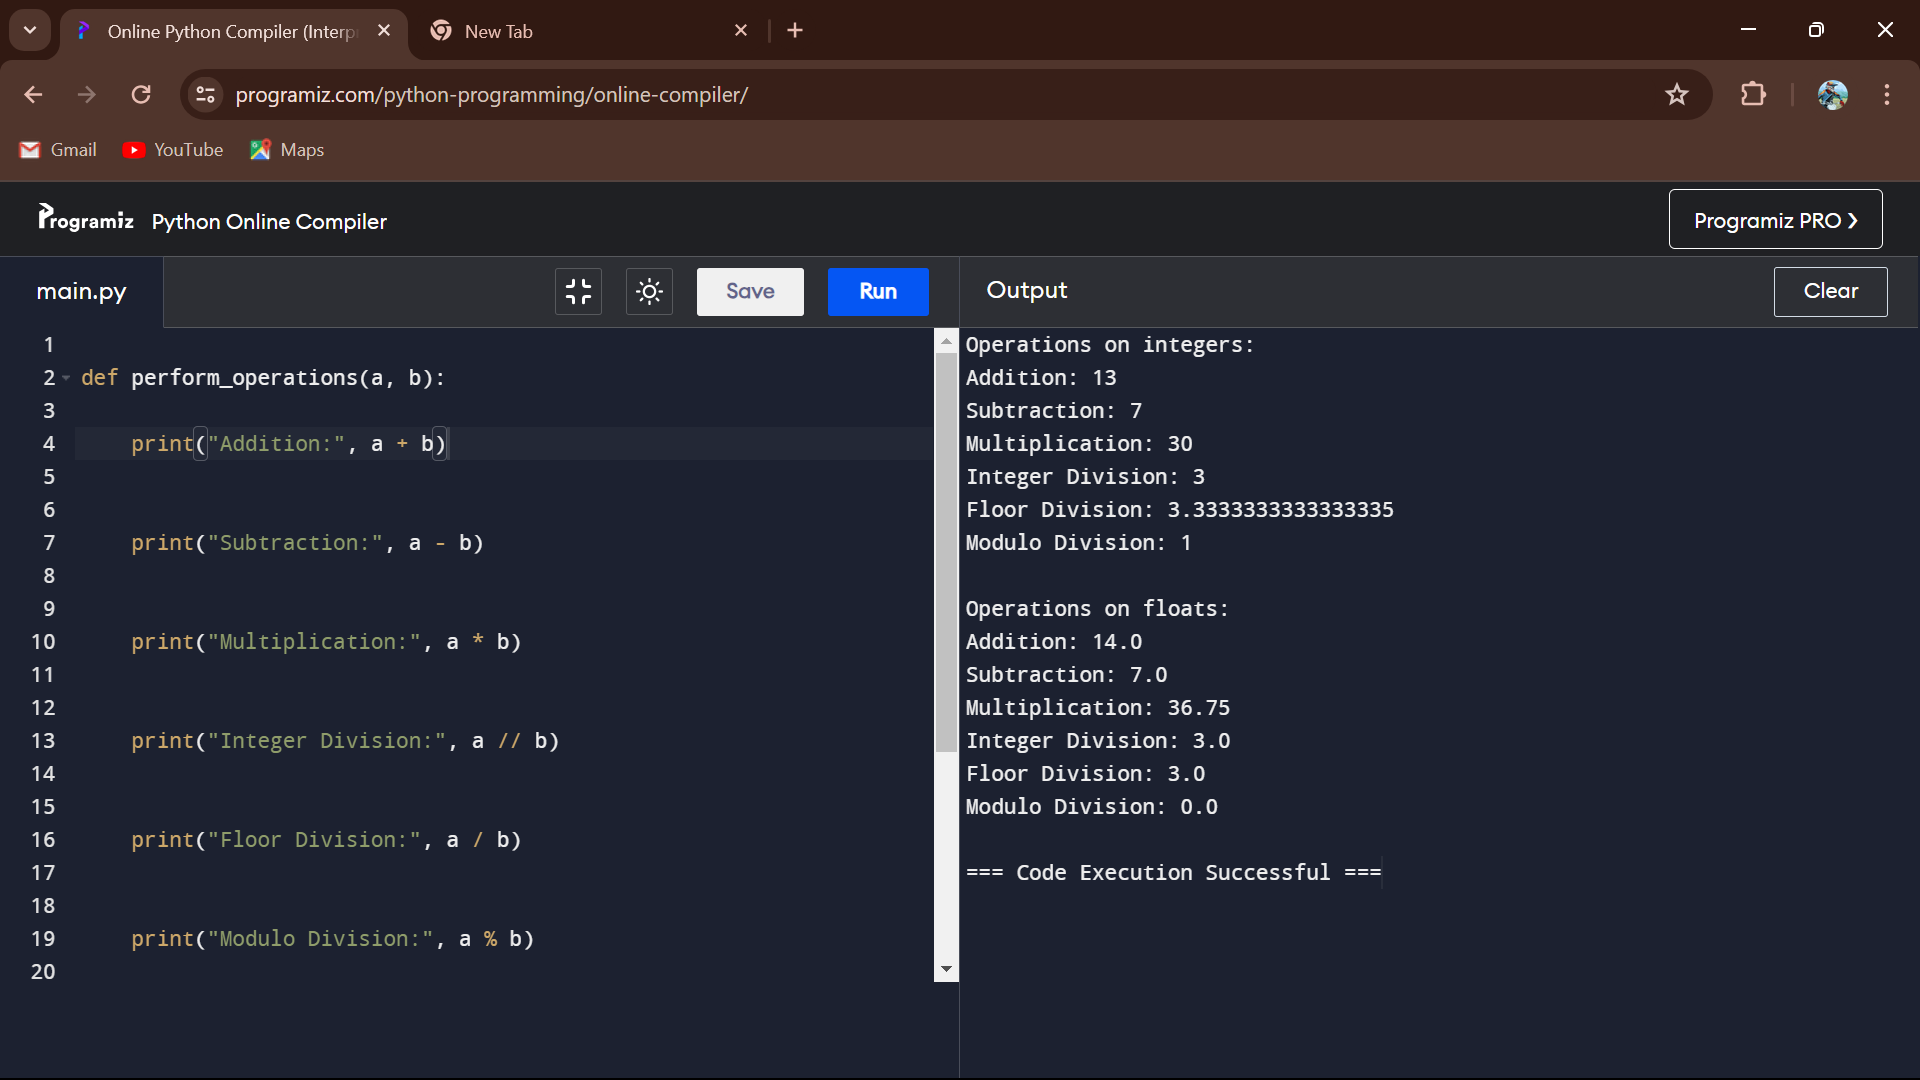 Online Python Compiler (Interp
New Tab
programiz.com/python-programming/online-compiler/
Gmail
YouTube
Maps
Programiz
Python Online Compiler
Programiz PRO ❯
main.py
Save
Run
Output
Clear
1
2 def perform_operations(a, b):
3
4 print("Addition:", a + b)
5
6
7 print("Subtraction:", a - b)
8
9
10 print("Multiplication:", a * b)
11
12
13 print("Integer Division:", a // b)
14
15
16 print("Floor Division:", a / b)
17
18
19 print("Modulo Division:", a % b)
20
Operations on integers:
Addition: 13
Subtraction: 7
Multiplication: 30
Integer Division: 3
Floor Division: 3.3333333333333335
Modulo Division: 1
Operations on floats:
Addition: 14.0
Subtraction: 7.0
Multiplication: 36.75
Integer Division: 3.0
Floor Division: 3.0
Modulo Division: 0.0
=== Code Execution Successful ===